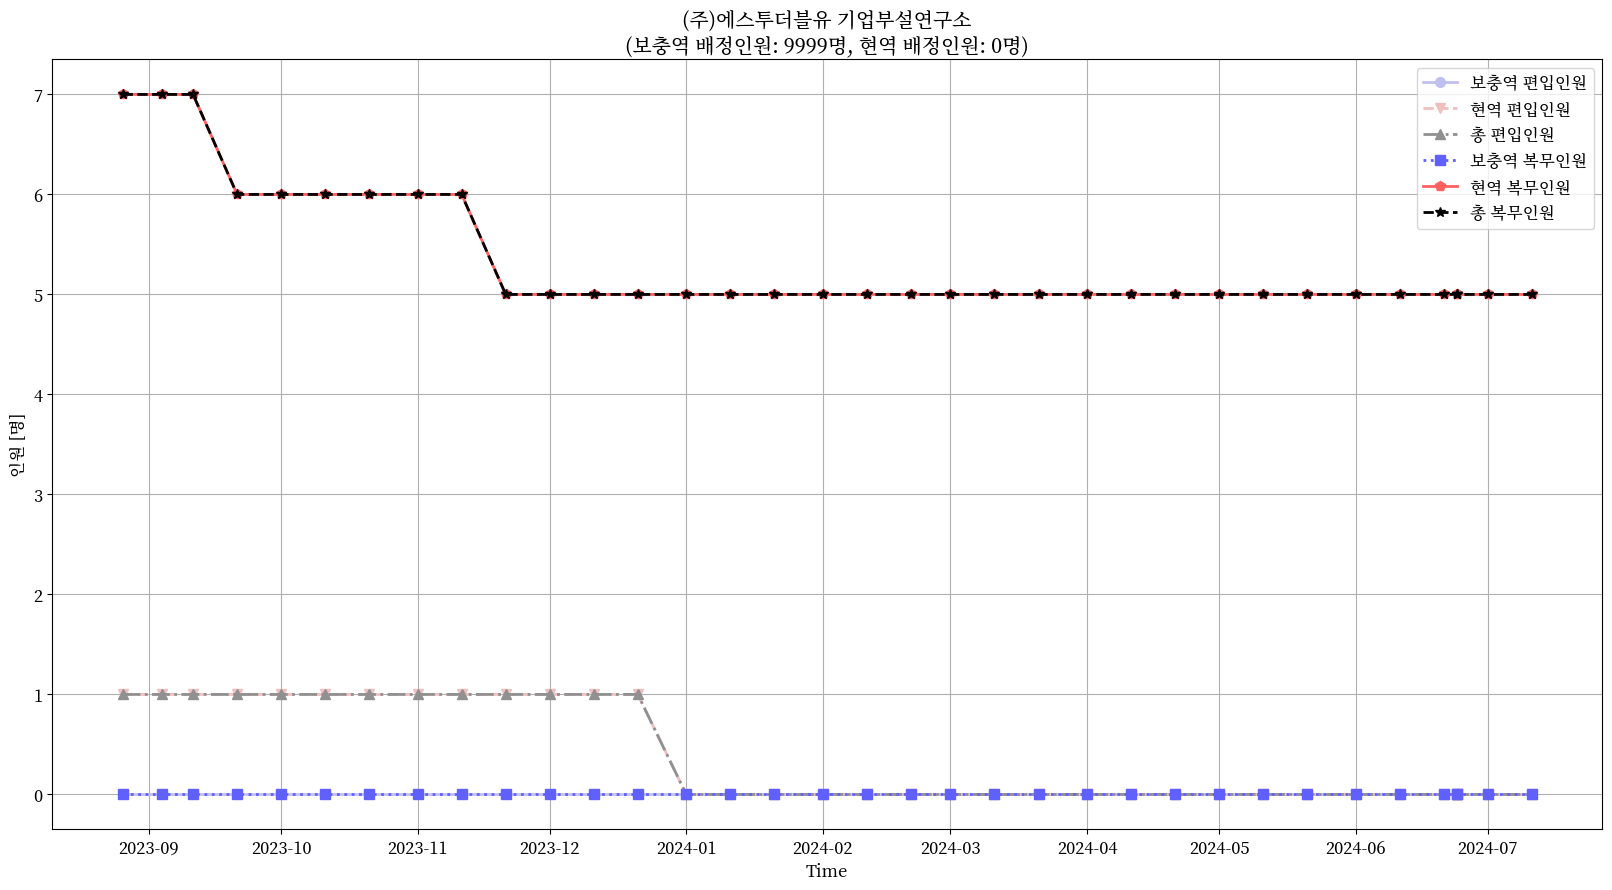 (주)에스투더블유 기업부설연구소
(보충역 배정인원: 9999명, 현역 배정인원: 0명)
보충역 편입인원
현역 편입인원
총 편입인원
보충역 복무인원
현역 복무인원
총 복무인원
인원 [명]
7
6
5
4
3
2
1
0
2023-09
2023-10
2023-11
2023-12
2024-01
2024-02
2024-03
2024-04
2024-05
2024-06
2024-07
Time